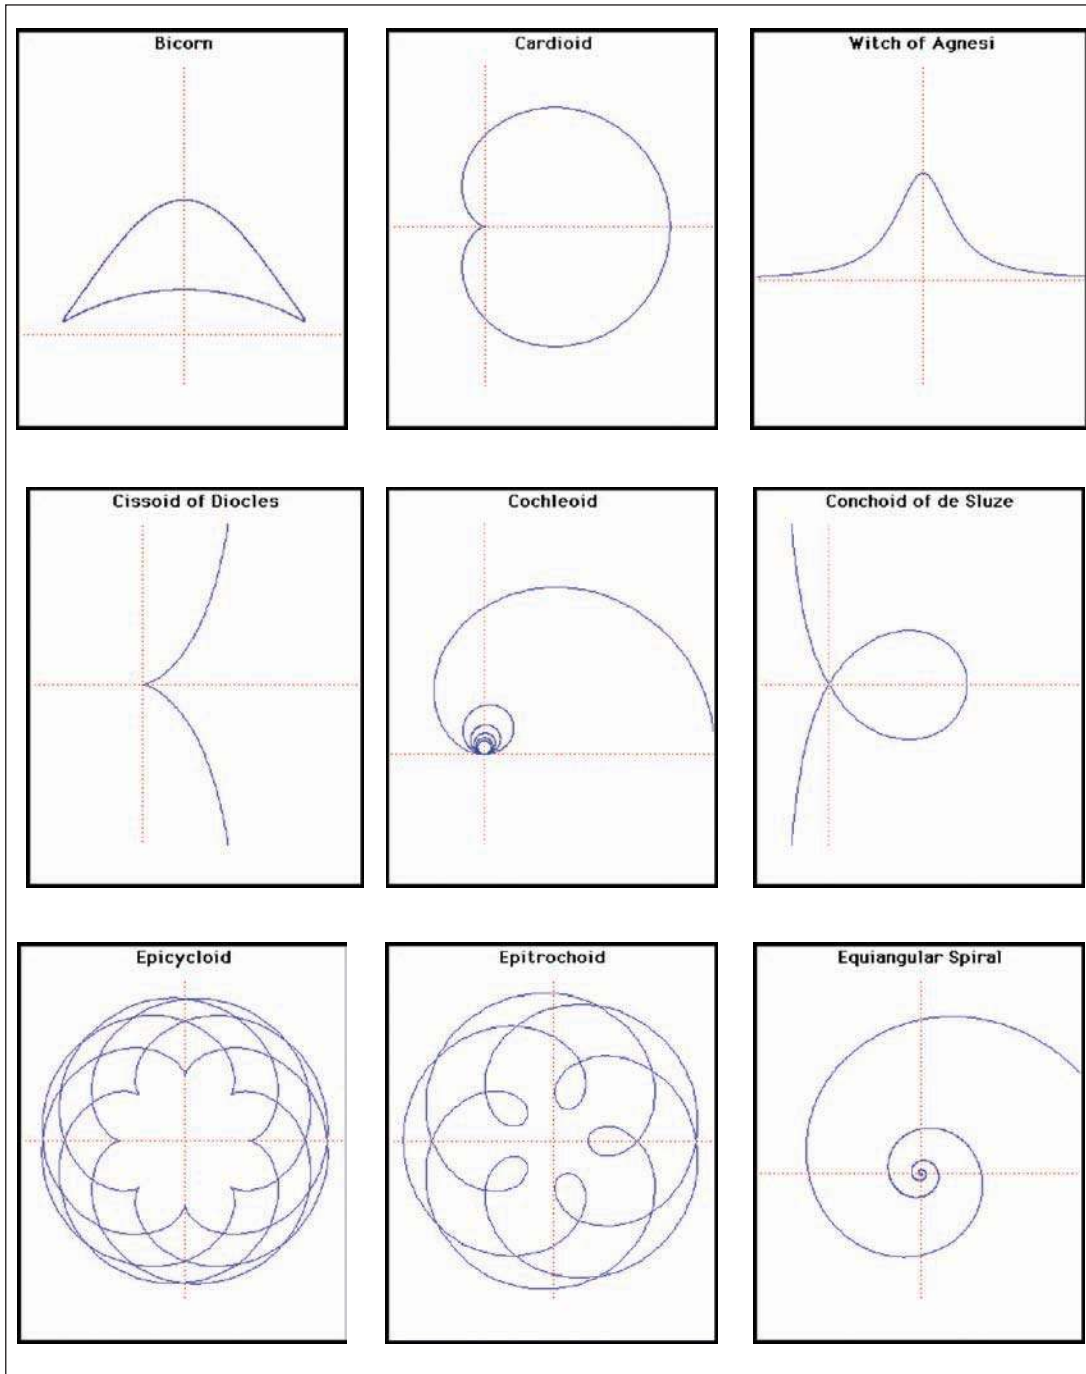 Bicorn
Cardioid
Witch of Agnesi
Cissoid of Diocles
Cochleoid
Conchoid of de Sluze
Epicycloid
Epitrochoid
Equiangular Spiral